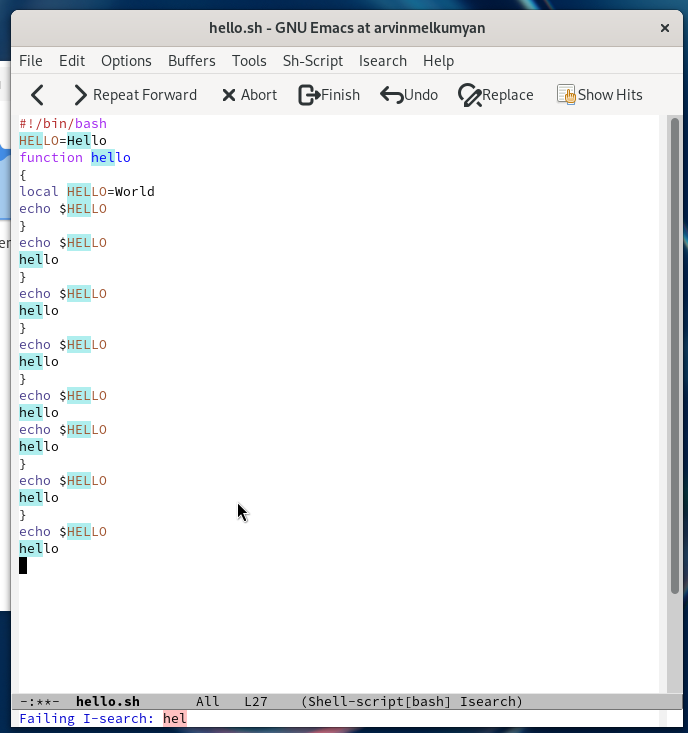 hello.sh - GNU Emacs at arvinmelkumyan ×
File Edit Options Buffers Tools Sh-Script Isearch Help
Repeat Forward Abort Finish Undo Replace Show Hits
#!/bin/bash
HELLO=Hello
function hello
{
local HELLO=World
echo $HELLO
}
echo $HELLO
hello
}
echo $HELLO
hello
}
echo $HELLO
hello
}
echo $HELLO
hello
echo $HELLO
hello
}
echo $HELLO
hello
}
echo $HELLO
hello
er
-:**- hello.sh All L27 (Shell-script[bash] Isearch)
Failing I-search: hel